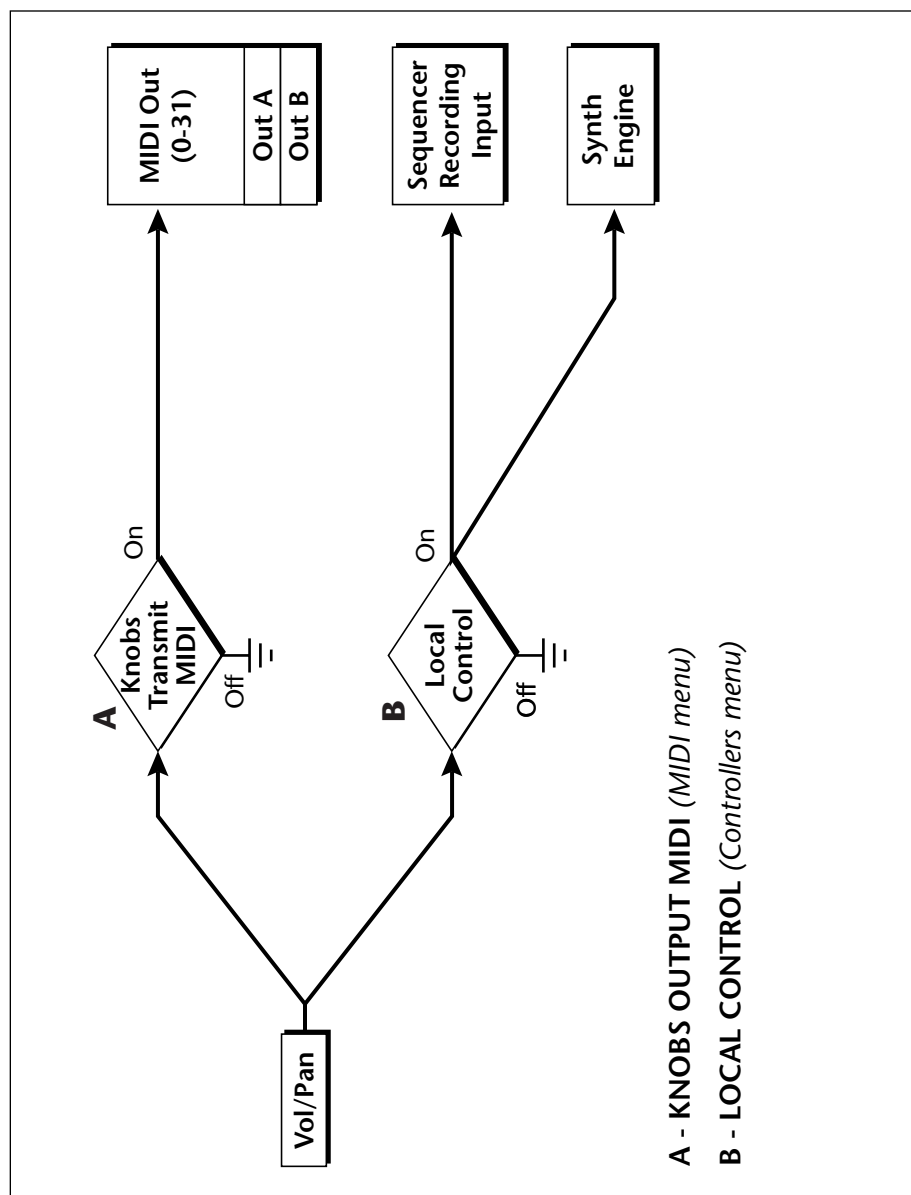 Vol/Pan
A
Knobs
Transmit
MIDI
On
Off
MIDI Out
(0-31)
Out A
Out B
B
Local
Control
On
Off
Sequencer
Recording
Input
Synth
Engine
A - KNOBS OUTPUT MIDI (MIDI menu)
B - LOCAL CONTROL (Controllers menu)